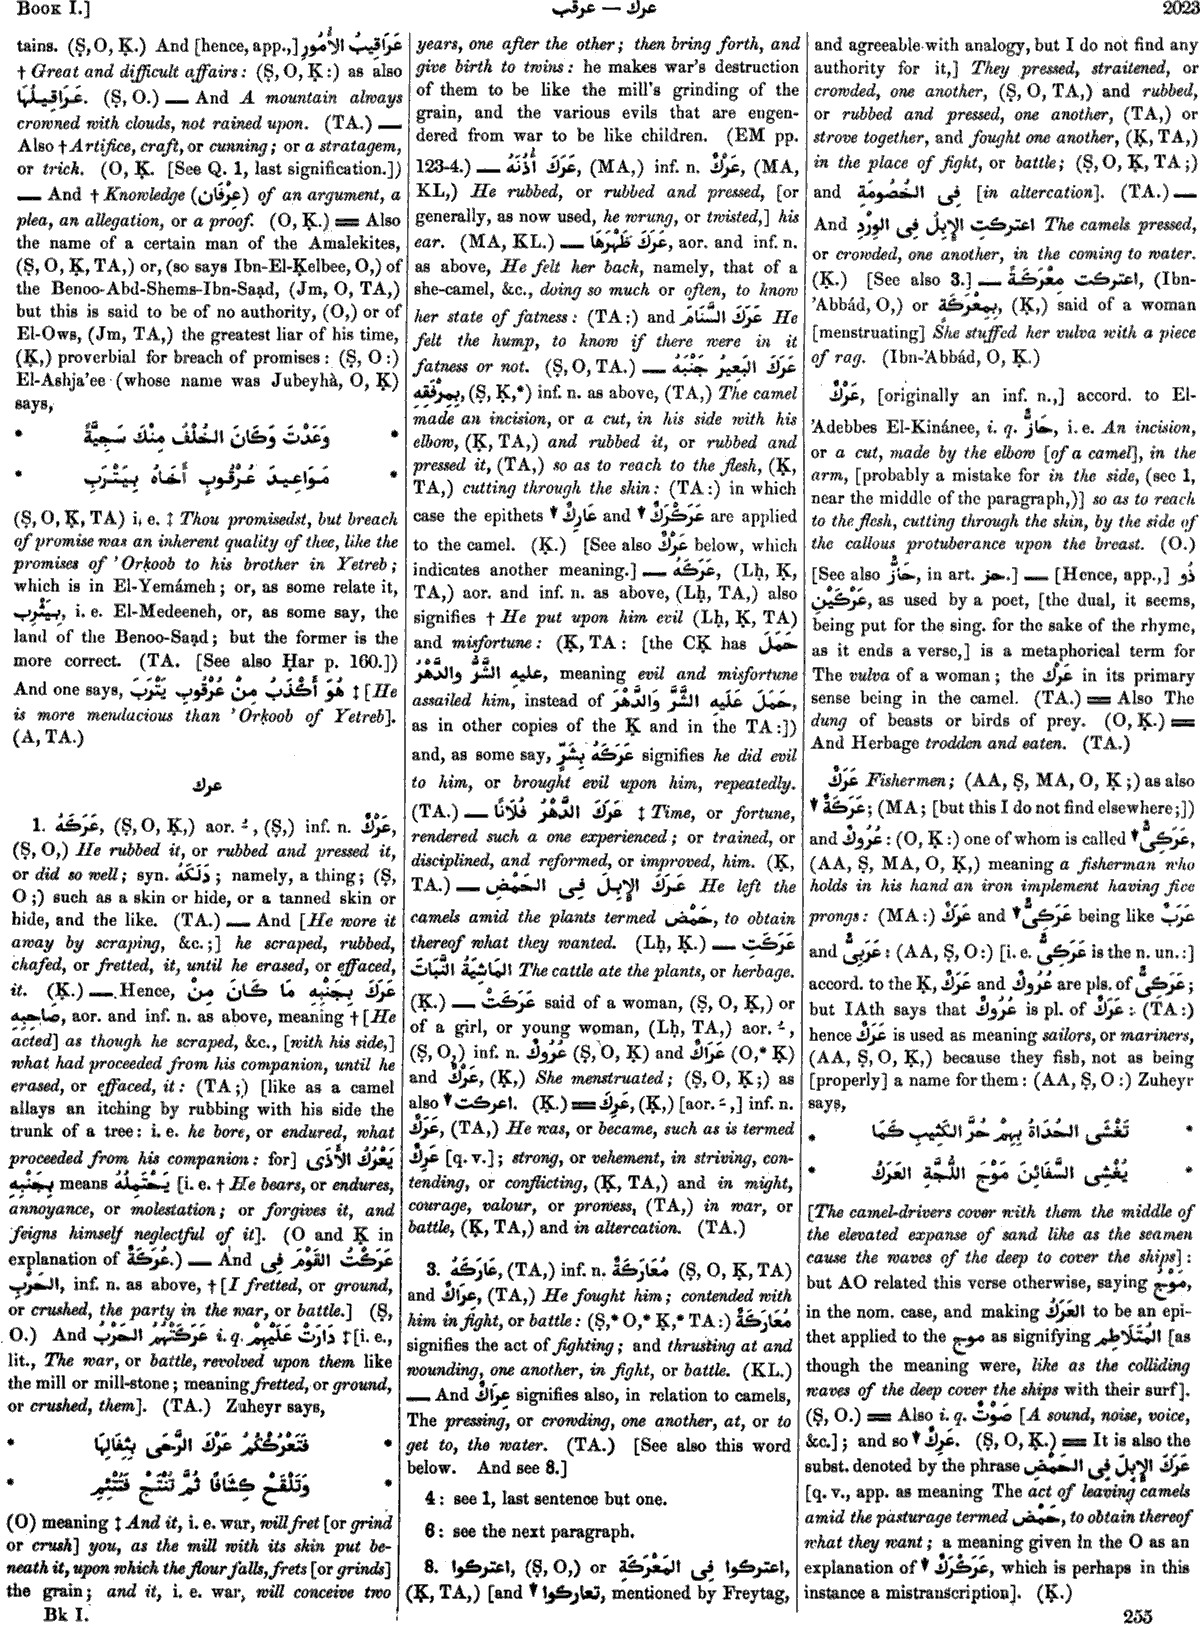 BOOK I.]
عرقب — عرك
2023
tains. (Ṣ, O, Ḳ.) And [hence, app.,] عَرَاقِيبُ الأُمُورِ
† Great and difficult affairs: (Ṣ, O, Ḳ:) as also
عَرَاقِيلُهَا. (Ṣ, O.) — And A mountain always
crowned with clouds, not rained upon. (TA.) —
Also † Artifice, craft, or cunning; or a stratagem,
or trick. (O, Ḳ. [See Q. 1, last signification.])
— And † Knowledge (عِرْفَان) of an argument, a
plea, an allegation, or a proof. (O, Ḳ.) ═ Also
the name of a certain man of the Amalekites,
(Ṣ, O, Ḳ, TA,) or, (so says Ibn-El-Ḳelbee, O,) of
the Benoo-Abd-Shems-Ibn-Saạd, (Jm, O, TA,)
but this is said to be of no authority, (O,) or of
El-Ows, (Jm, TA,) the greatest liar of his time,
(Ḳ,) proverbial for breach of promises: (Ṣ, O:)
El-Ashja'ee (whose name was Jubeyhà, O, Ḳ)
says,
* وَعَدْتَ وَكَانَ الخُلْفُ مِنْكَ سَجِيَّةً *
* مَوَاعِيدَ عُرْقُوبٍ أَخَاهُ بِيَتْرَبِ *
(Ṣ, O, Ḳ, TA) i. e. ‡ Thou promisedst, but breach
of promise was an inherent quality of thee, like the
promises of 'Orḳoob to his brother in Yetreb;
which is in El-Yemámeh; or, as some relate it,
بِيَثْرِبِ, i. e. El-Medeeneh, or, as some say, the
land of the Benoo-Saạd; but the former is the
more correct. (TA. [See also Ḥar p. 160.])
And one says, هُوَ أَكْذَبُ مِنْ عُرْقُوبِ يَتْرَبَ ‡ [He
is more mendacious than 'Orḳoob of Yetreb].
(A, TA.)
عرك
1. عَرَكَهُ, (Ṣ, O, Ḳ,) aor. ـُ, (Ṣ,) inf. n. عَرْكٌ,
(Ṣ, O,) He rubbed it, or rubbed and pressed it,
or did so well; syn. دَلَكَهُ; namely, a thing; (Ṣ,
O;) such as a skin or hide, or a tanned skin or
hide, and the like. (TA.) — And [He wore it
away by scraping, &c.;] he scraped, rubbed,
chafed, or fretted, it, until he erased, or effaced,
it. (Ḳ.) — Hence, عَرَكَ بِجَنْبِهِ مَا كَانَ مِنْ
صَاحِبِهِ, aor. and inf. n. as above, meaning † [He
acted] as though he scraped, &c., [with his side,]
what had proceeded from his companion, until he
erased, or effaced, it: (TA;) [like as a camel
allays an itching by rubbing with his side the
trunk of a tree: i. e. he bore, or endured, what
proceeded from his companion: for] يَعْرُكُ الأَذَى
بِجَنْبِهِ means يَحْتَمِلُهُ [i. e. † He bears, or endures,
annoyance, or molestation; or forgives it, and
feigns himself neglectful of it]. (O and Ḳ in
explanation of عُرَكَةٌ.) — And عَرَكْتُ القَوْمَ فِى
الحَرْبِ, inf. n. as above, † [I fretted, or ground,
or crushed, the party in the war, or battle.] (Ṣ,
O.) And عَرَكَتْهُمُ الحَرْبُ i. q. دَارَتْ عَلَيْهِمْ ‡ [i. e.,
lit., The war, or battle, revolved upon them like
the mill or mill-stone; meaning fretted, or ground,
or crushed, them]. (TA.) Zuheyr says,
* فَتَعْرُكُكُمْ عَرْكَ الرَّحَى بِثِفَالِهَا *
* وَتَلْقَحْ كِشَافًا ثُمَّ تُنْتَجْ فَتُتْئِمِ *
(O) meaning ‡ And it, i. e. war, will fret [or grind
or crush] you, as the mill with its skin put be-
neath it, upon which the flour falls, frets [or grinds]
the grain; and it, i. e. war, will conceive two
Bk I.
years, one after the other; then bring forth, and
give birth to twins: he makes war's destruction
of them to be like the mill's grinding of the
grain, and the various evils that are engen-
dered from war to be like children. (EM pp.
123-4.) — عَرَكَ أُذُنَهُ, (MA,) inf. n. عَرْكٌ, (MA,
KL,) He rubbed, or rubbed and pressed, [or
generally, as now used, he wrung, or twisted,] his
ear. (MA, KL.) — عَرَكَ ظَهْرَهَا, aor. and inf. n.
as above, He felt her back, namely, that of a
she-camel, &c., doing so much or often, to know
her state of fatness: (TA:) and عَرَكَ السَّنَامَ He
felt the hump, to know if there were in it
fatness or not. (Ṣ, O, TA.) — عَرَكَ البَعِيرُ جَنْبَهُ
بِمِرْفَقِهِ, (Ṣ, Ḳ,*) inf. n. as above, (TA,) The camel
made an incision, or a cut, in his side with his
elbow, (Ḳ, TA,) and rubbed it, or rubbed and
pressed it, (TA,) so as to reach to the flesh, (Ḳ,
TA,) cutting through the skin: (TA:) in which
case the epithets ▼ عَارِكٌ and ▼ عَرَكْرَكٌ are applied
to the camel. (Ḳ.) [See also عَرْكٌ below, which
indicates another meaning.] — عَرَكَهُ, (Lḥ, Ḳ,
TA,) aor. and inf. n. as above, (Lḥ, TA,) also
signifies † He put upon him evil (Lḥ, Ḳ, TA)
and misfortune: (Ḳ, TA: [the CḲ has حَمَلَ
عليه الشَّرُّ والدَّهْرُ, meaning evil and misfortune
assailed him, instead of حَمَلَ عَلَيْهِ الشَّرَّ وَالدَّهْرَ,
as in other copies of the Ḳ and in the TA:])
and, as some say, عَرَكَهُ بِشَرٍّ signifies he did evil
to him, or brought evil upon him, repeatedly.
(TA.) — عَرَكَ الدَّهْرُ فُلَانًا ‡ Time, or fortune,
rendered such a one experienced; or trained, or
disciplined, and reformed, or improved, him. (Ḳ,
TA.) — عَرَكَ الإِبِلَ فِى الحَمْضِ He left the
camels amid the plants termed حَمْض, to obtain
thereof what they wanted. (Lḥ, Ḳ.) — عَرَكَتِ
المَاشِيَةُ النَّبَاتَ The cattle ate the plants, or herbage.
(Ḳ.) — عَرَكَتْ said of a woman, (Ṣ, O, Ḳ,) or
of a girl, or young woman, (Lḥ, TA,) aor. ـُ,
(Ṣ, O,) inf. n. عُرُوكٌ (Ṣ, O, Ḳ) and عَرَاكٌ (O,* Ḳ)
and عَرْكٌ, (Ḳ,) She menstruated; (Ṣ, O, Ḳ;) as
also ▼ اعركت. (Ḳ.) ═ عَرِكَ, (Ḳ,) [aor. ـَ,] inf. n.
عَرَكٌ, (TA,) He was, or became, such as is termed
عَرِكٌ [q. v.]; strong, or vehement, in striving, con-
tending, or conflicting, (Ḳ, TA,) and in might,
courage, valour, or prowess, (TA,) in war, or
battle, (Ḳ, TA,) and in altercation. (TA.)
3. عَارَكَهُ, (TA,) inf. n. مُعَارَكَةٌ (Ṣ, O, Ḳ, TA)
and عِرَاكٌ, (TA,) He fought him; contended with
him in fight, or battle: (Ṣ,* O,* Ḳ,* TA:) مُعَارَكَةٌ
signifies the act of fighting; and thrusting at and
wounding, one another, in fight, or battle. (KL.)
— And عِرَاكٌ signifies also, in relation to camels,
The pressing, or crowding, one another, at, or to
get to, the water. (TA.) [See also this word
below. And see 8.]
4: see 1, last sentence but one.
6: see the next paragraph.
8. اعتركوا, (Ṣ, O,) or اعتركوا فِى المَعْرَكَةِ,
(Ḳ, TA,) [and ▼ تعاركوا, mentioned by Freytag,
and agreeable with analogy, but I do not find any
authority for it,] They pressed, straitened, or
crowded, one another, (Ṣ, O, TA,) and rubbed,
or rubbed and pressed, one another, (TA,) or
strove together, and fought one another, (Ḳ, TA,)
in the place of fight, or battle; (Ṣ, O, Ḳ, TA;)
and فِى الخُصُومَةِ [in altercation]. (TA.) —
And اعتركتِ الإِبِلُ فِى الوِرْدِ The camels pressed,
or crowded, one another, in the coming to water.
(Ḳ.) [See also 3.] — اعتركت مِعْرَكَةً, (Ibn-
'Abbád, O,) or بِمِعْرَكَةٍ, (Ḳ,) said of a woman
[menstruating] She stuffed her vulva with a piece
of rag. (Ibn-'Abbád, O, Ḳ.)
عَرْكٌ, [originally an inf. n.,] accord. to El-
'Adebbes El-Kinánee, i. q. حَازٌّ, i. e. An incision,
or a cut, made by the elbow [of a camel], in the
arm, [probably a mistake for in the side, (see 1,
near the middle of the paragraph,)] so as to reach
to the flesh, cutting through the skin, by the side of
the callous protuberance upon the breast. (O.)
[See also حَازٌّ, in art. حز.] — [Hence, app.,] ذُو
عَرْكَيْنِ, as used by a poet, [the dual, it seems,
being put for the sing. for the sake of the rhyme,
as it ends a verse,] is a metaphorical term for
The vulva of a woman; the عَرْك in its primary
sense being in the camel. (TA.) ═ Also The
dung of beasts or birds of prey. (O, Ḳ.) ═
And Herbage trodden and eaten. (TA.)
عَرَكٌ Fishermen; (AA, Ṣ, MA, O, Ḳ;) as also
▼ عَرَكَةٌ; (MA; [but this I do not find elsewhere;])
and عُرُوكٌ: (O, Ḳ:) one of whom is called ▼ عَرَكِىٌّ,
(AA, Ṣ, MA, O, Ḳ,) meaning a fisherman who
holds in his hand an iron implement having five
prongs: (MA:) عَرَكٌ and ▼ عَرَكِىٌّ being like عَرَبٌ
and عَرَبِىٌّ: (AA, Ṣ, O:) [i. e. عَرَكِىٌّ is the n. un.:]
accord. to the Ḳ, عَرَكٌ and عُرُوكٌ are pls. of عَرَكِىٌّ;
but IAth says that عُرُوكٌ is pl. of عَرَكٌ: (TA:)
hence عَرَكٌ is used as meaning sailors, or mariners,
(AA, Ṣ, O, Ḳ,) because they fish, not as being
[properly] a name for them: (AA, Ṣ, O:) Zuheyr
says,
* تَغْشَى الحُدَاةُ بِهِمْ حُرَّ الكَثِيبِ كَمَا *
* يُغْشِى السَّفَائِنَ مَوْجَ اللُّجَّةِ العَرَكُ *
[The camel-drivers cover with them the middle of
the elevated expanse of sand like as the seamen
cause the waves of the deep to cover the ships]:
but AO related this verse otherwise, saying مَوْجُ,
in the nom. case, and making العَرِكُ to be an epi-
thet applied to the موج as signifying المُتَلَاطِم [as
though the meaning were, like as the colliding
waves of the deep cover the ships with their surf].
(Ṣ, O.) ═ Also i. q. صَوْتٌ [A sound, noise, voice,
&c.]; and so ▼ عَرِكٌ. (Ṣ, O, Ḳ.) ═ It is also the
subst. denoted by the phrase عَرَكَ الإِبِلَ فِى الحَمْضِ
[q. v., app. as meaning The act of leaving camels
amid the pasturage termed حَمْض, to obtain thereof
what they want; a meaning given in the O as an
explanation of ▼ عَرَكْرَكٌ, which is perhaps in this
instance a mistranscription]. (Ḳ.)
255